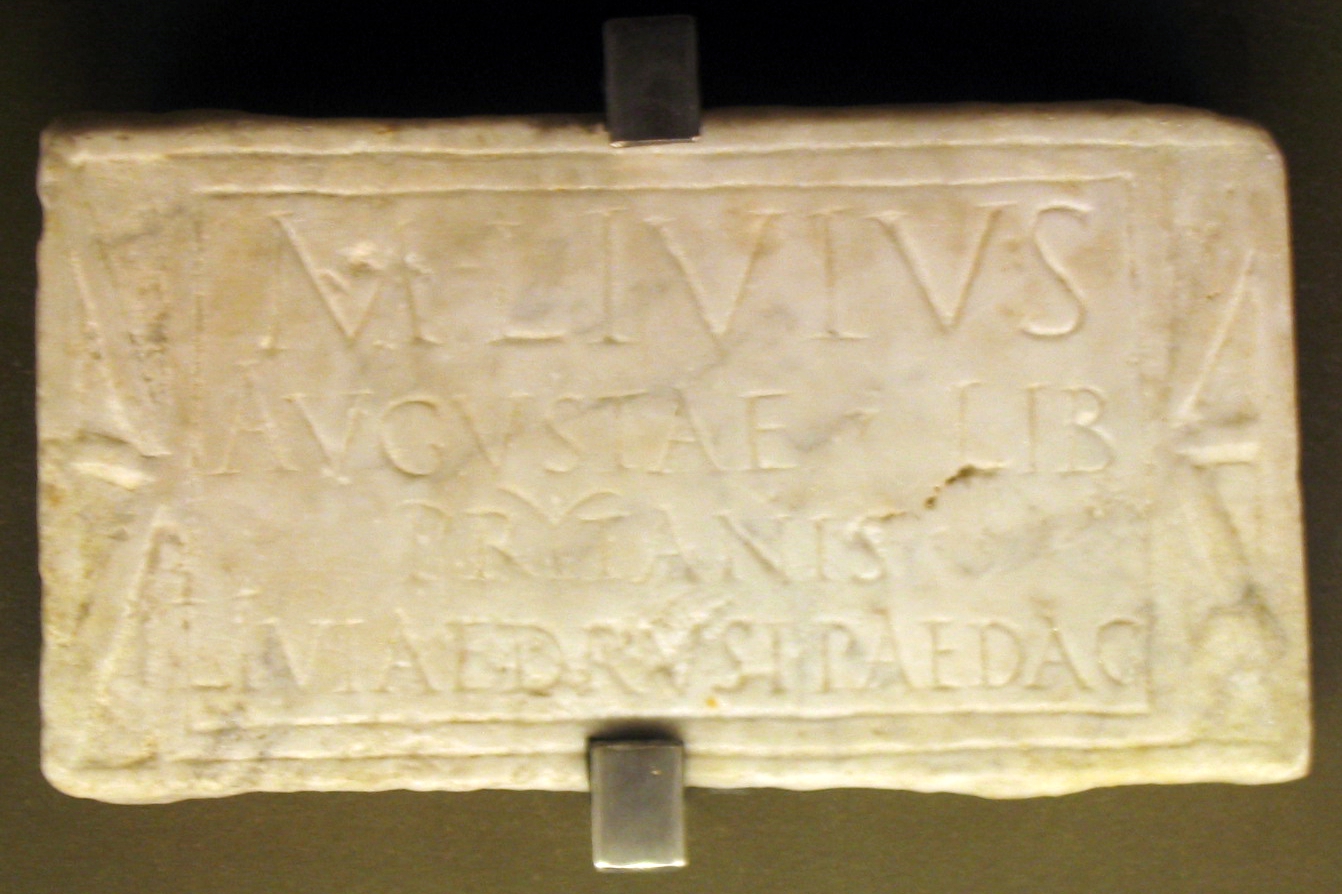 M LIVIVS
AVGVSTAE LIB
PRYTANIS
LIVIAE DRVSI PAEDAG